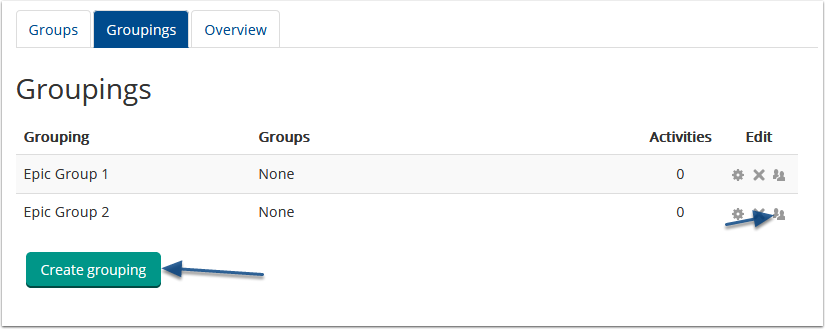 Groups Groupings Overview
Groupings
Grouping Groups Activities Edit
Epic Group 1 None 0
Epic Group 2 None 0
Create grouping